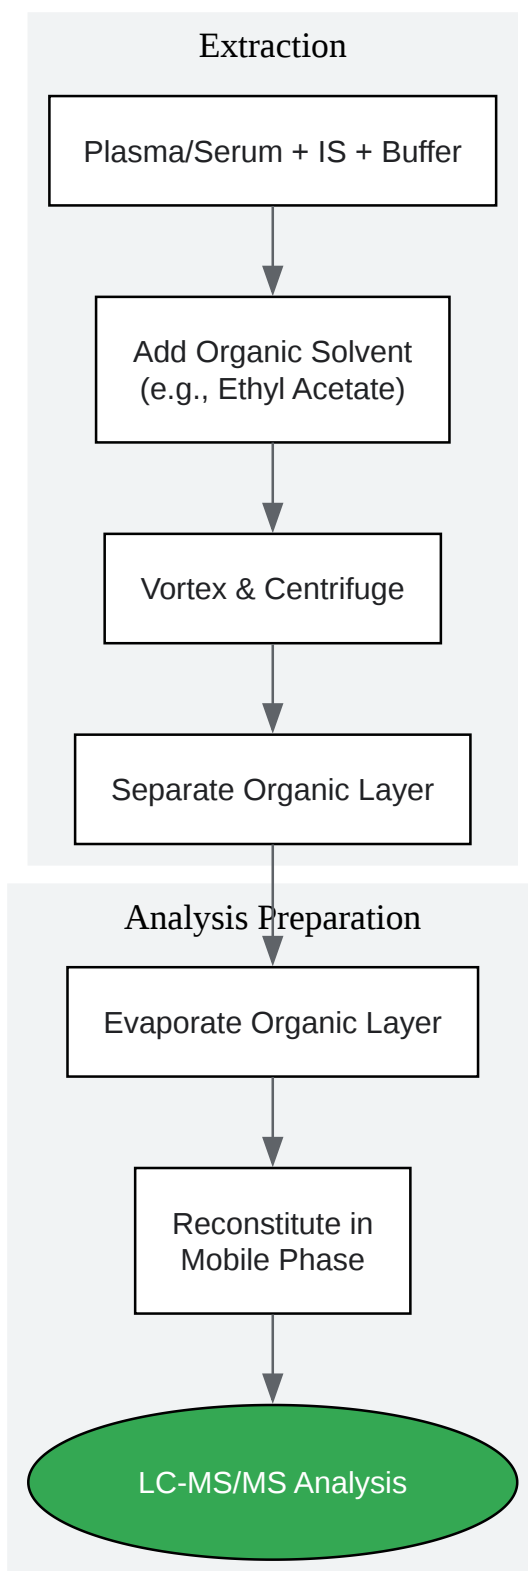 Extraction
Plasma/Serum + IS + Buffer
Add Organic Solvent
(e.g., Ethyl Acetate)
Vortex & Centrifuge
Separate Organic Layer
Analysis Preparation
Evaporate Organic Layer
Reconstitute in
Mobile Phase
LC-MS/MS Analysis